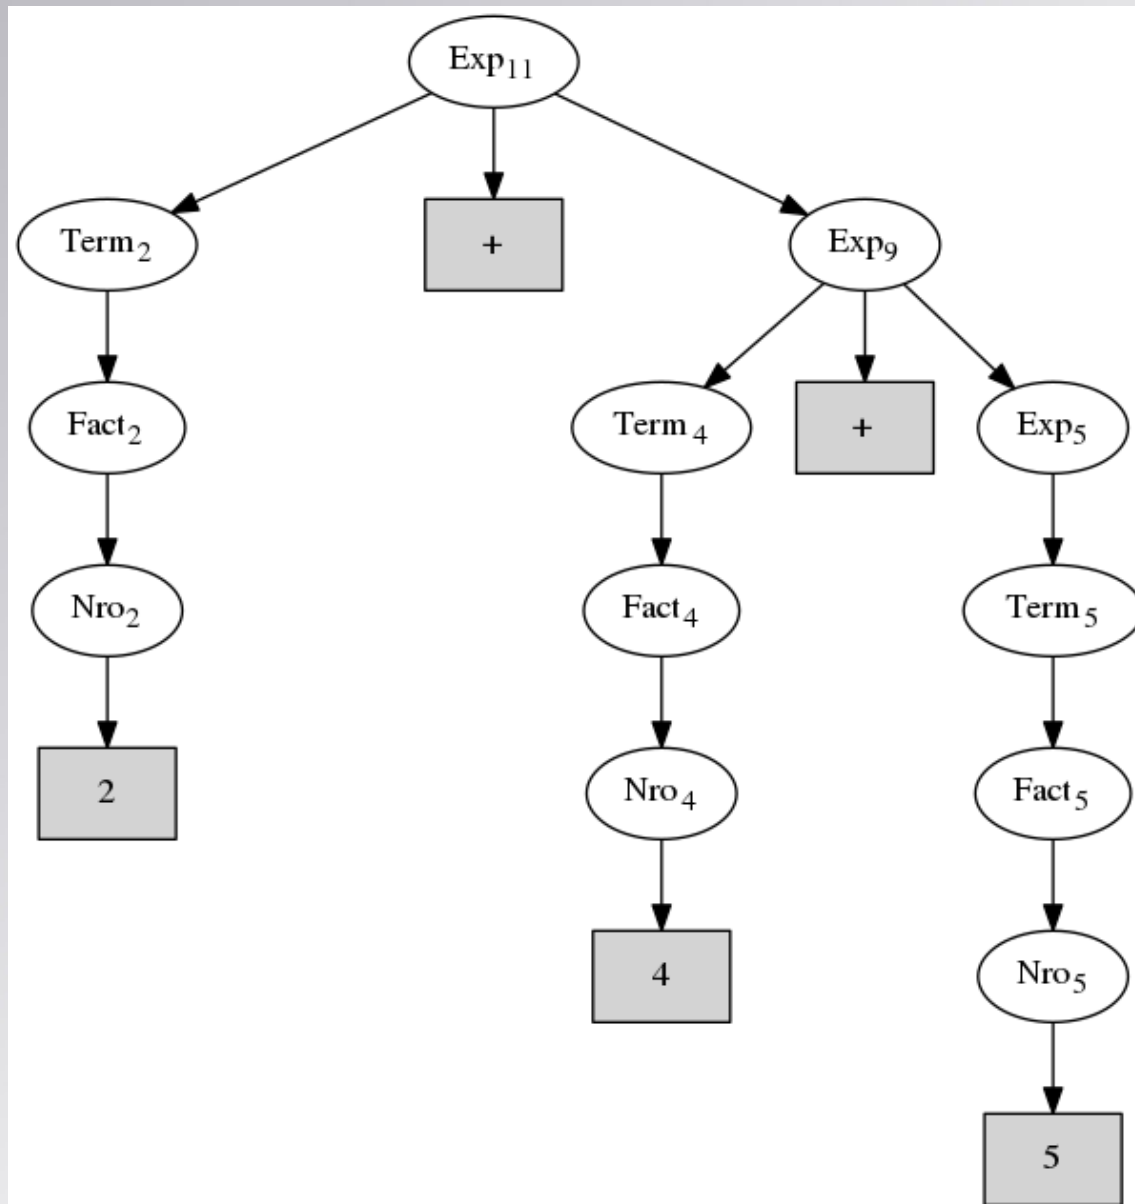 Exp11
Term2 + Exp9
Fact2 Term4 + Exp5
Nro2 Fact4 Term5
2 Nro4 Fact5
4 Nro5
5